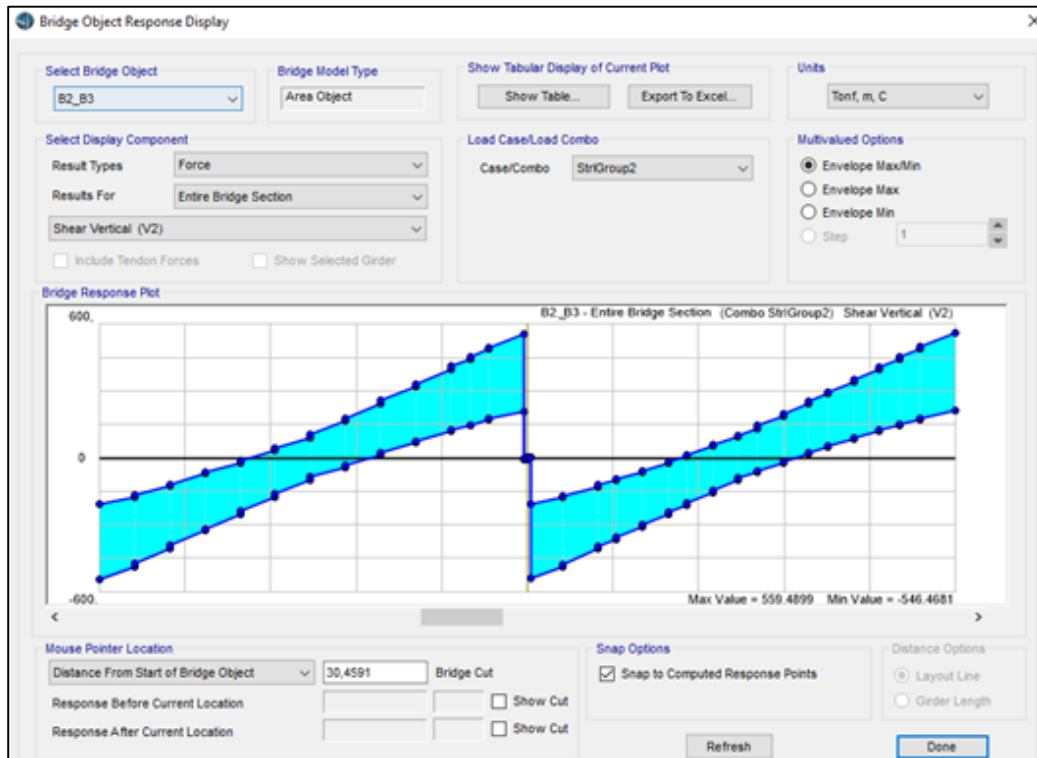 Bridge Object Response Display
Select Bridge Object
B2_B3
Bridge Model Type
Area Object
Show Tabular Display of Current Plot
Show Table...
Export To Excel...
Units
Tonf, m, C
Select Display Component
Result Types
Force
Results For
Entire Bridge Section
Shear Vertical (V2)
Include Tendon Forces
Show Selected Girder
Load Case/Load Combo
Case/Combo
StrIGroup2
Multivalued Options
Envelope Max/Min
Envelope Max
Envelope Min
Step
1
Bridge Response Plot
B2_B3 - Entire Bridge Section (Combo StrIGroup2) Shear Vertical (V2)
600,
0
-600,
Max Value = 559.4899 Min Value = -546.4681
Mouse Pointer Location
Distance From Start of Bridge Object
30,4591
Bridge Cut
Response Before Current Location
Show Cut
Response After Current Location
Show Cut
Snap Options
Snap to Computed Response Points
Distance Options
Layout Line
Girder Length
Refresh
Done